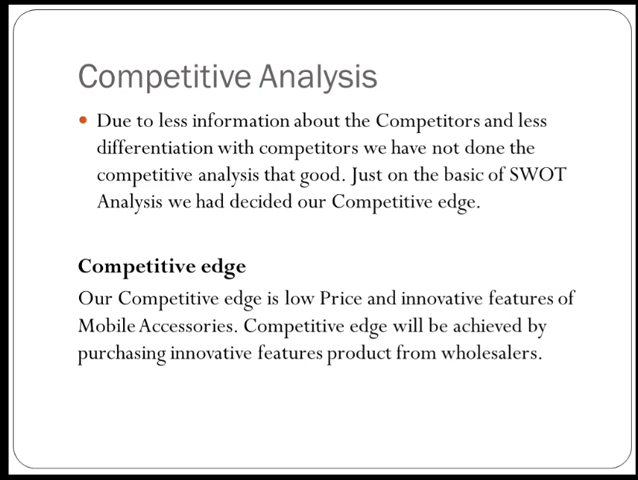 Competitive Analysis
Due to less information about the Competitors and less
differentiation with competitors we have not done the
competitive analysis that good. Just on the basic of SWOT
Analysis we had decided our Competitive edge.
Competitive edge
Our Competitive edge is low Price and innovative features of
Mobile Accessories. Competitive edge will be achieved by
purchasing innovative features product from wholesalers.